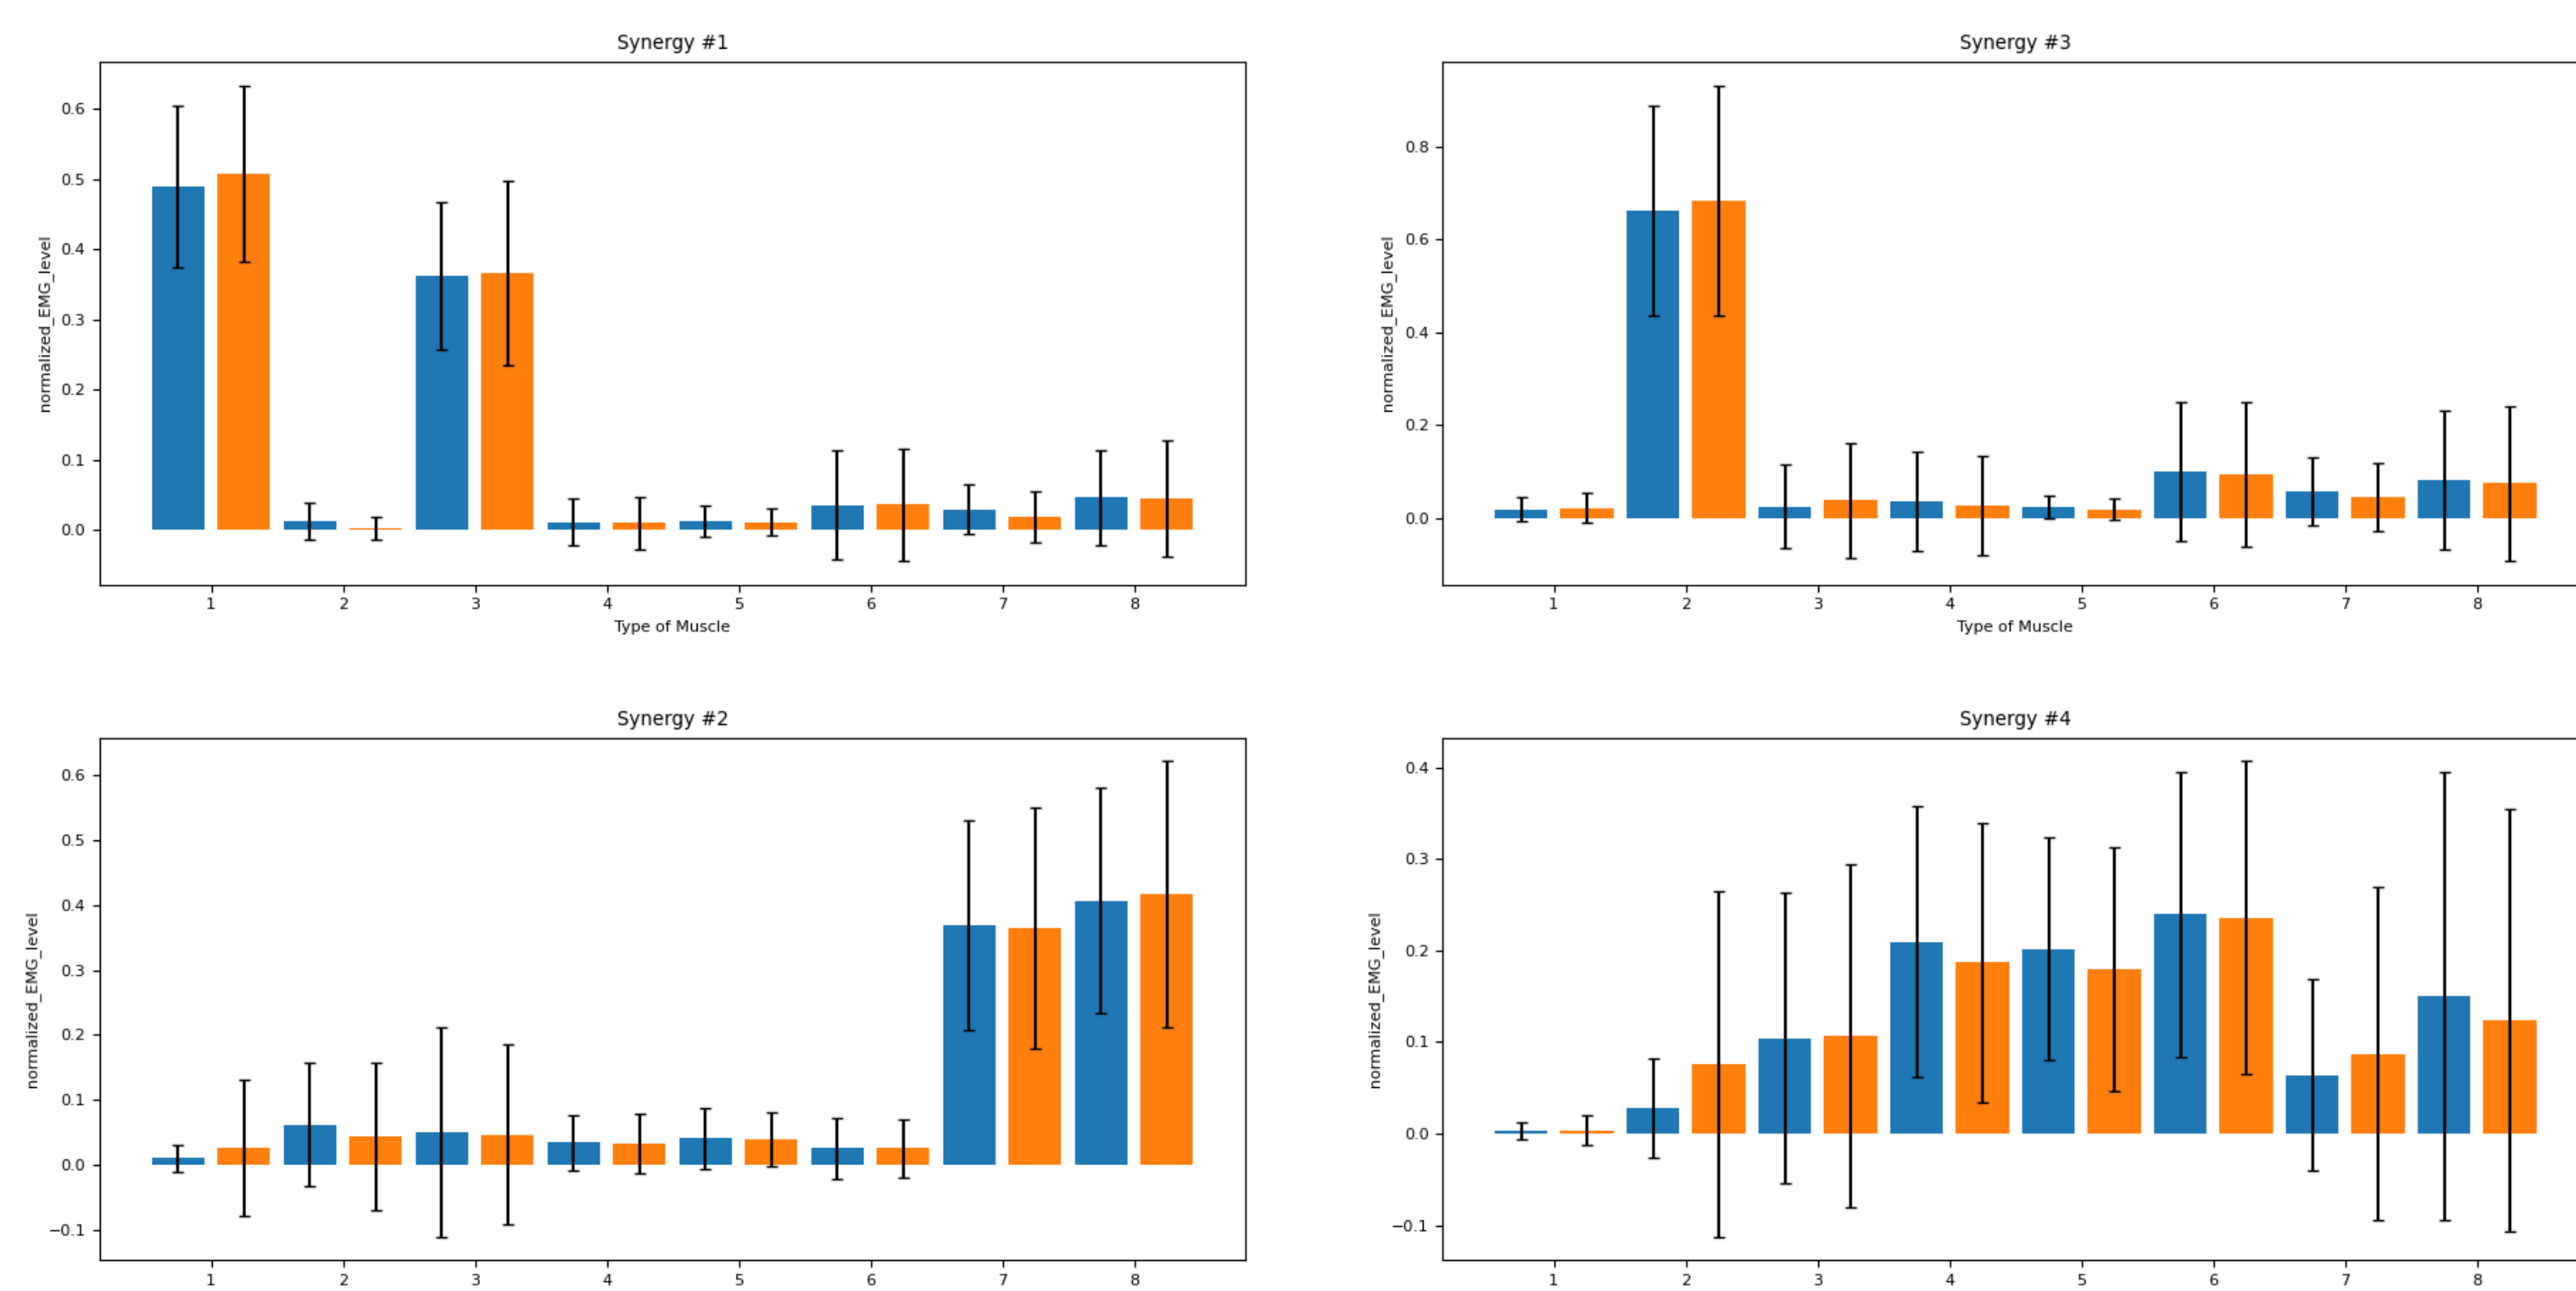 Synergy #1
0.6
0.5
0.4
0.3
0.2
0.1
0.0
normalized_EMG_level
1 2 3 4 5 6 7 8
Type of Muscle
Synergy #3
0.8
0.6
0.4
0.2
0.0
normalized_EMG_level
1 2 3 4 5 6 7 8
Type of Muscle
Synergy #2
0.6
0.5
0.4
0.3
0.2
0.1
0.0
−0.1
normalized_EMG_level
1 2 3 4 5 6 7 8
Synergy #4
0.4
0.3
0.2
0.1
0.0
−0.1
normalized_EMG_level
1 2 3 4 5 6 7 8